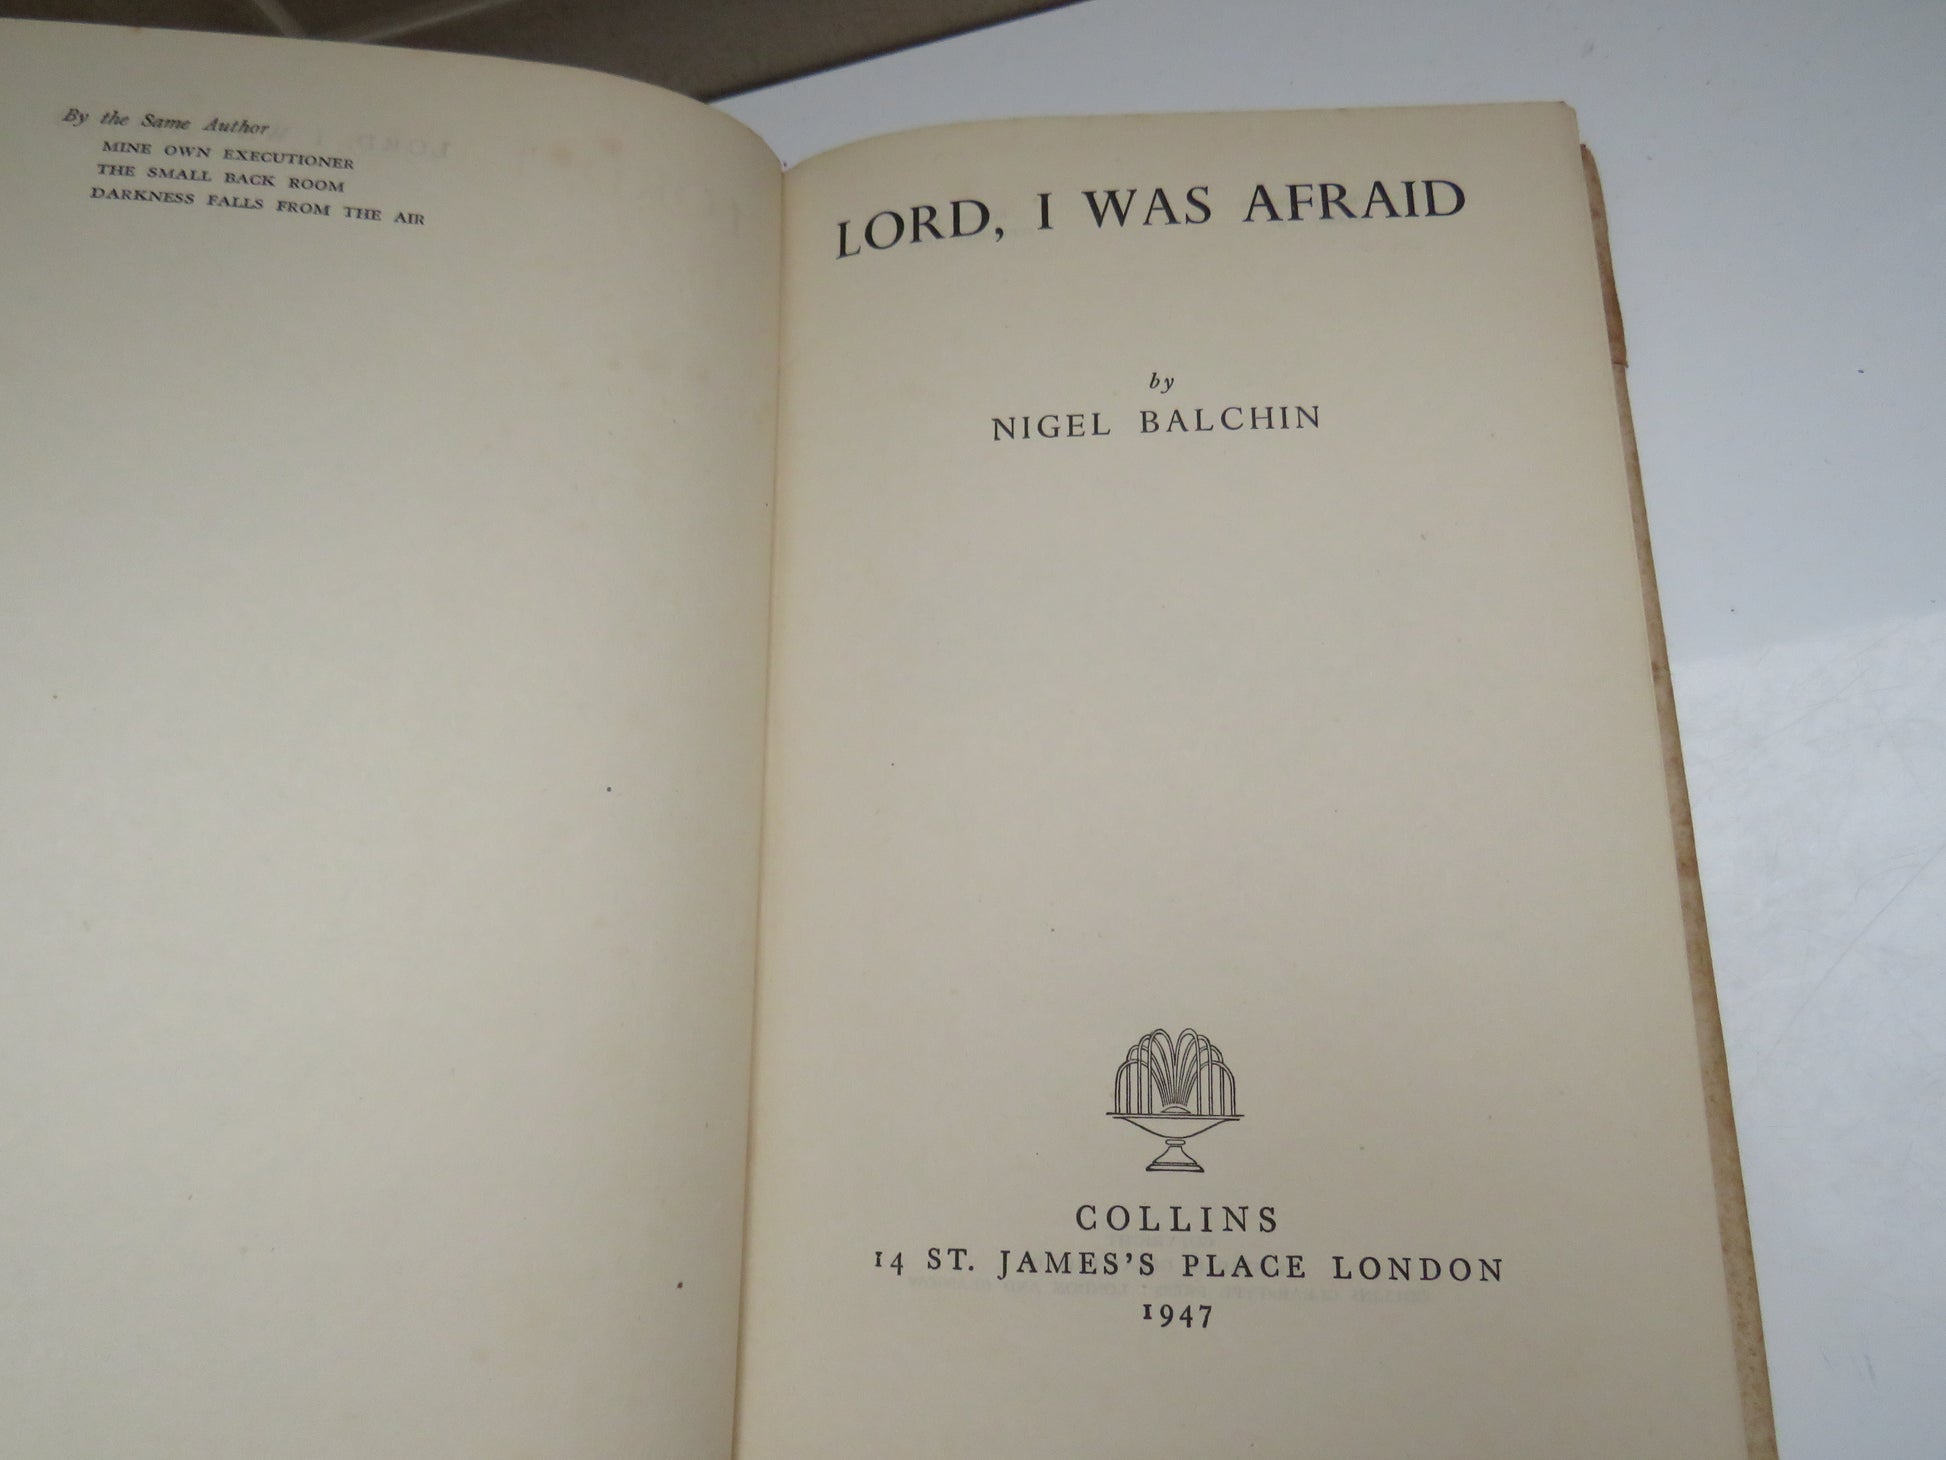 By the Same Author
MINE OWN EXECUTIONER
THE SMALL BACK ROOM
DARKNESS FALLS FROM THE AIR
LORD, I WAS AFRAID
by
NIGEL BALCHIN
COLLINS
14 ST. JAMES'S PLACE LONDON
1947